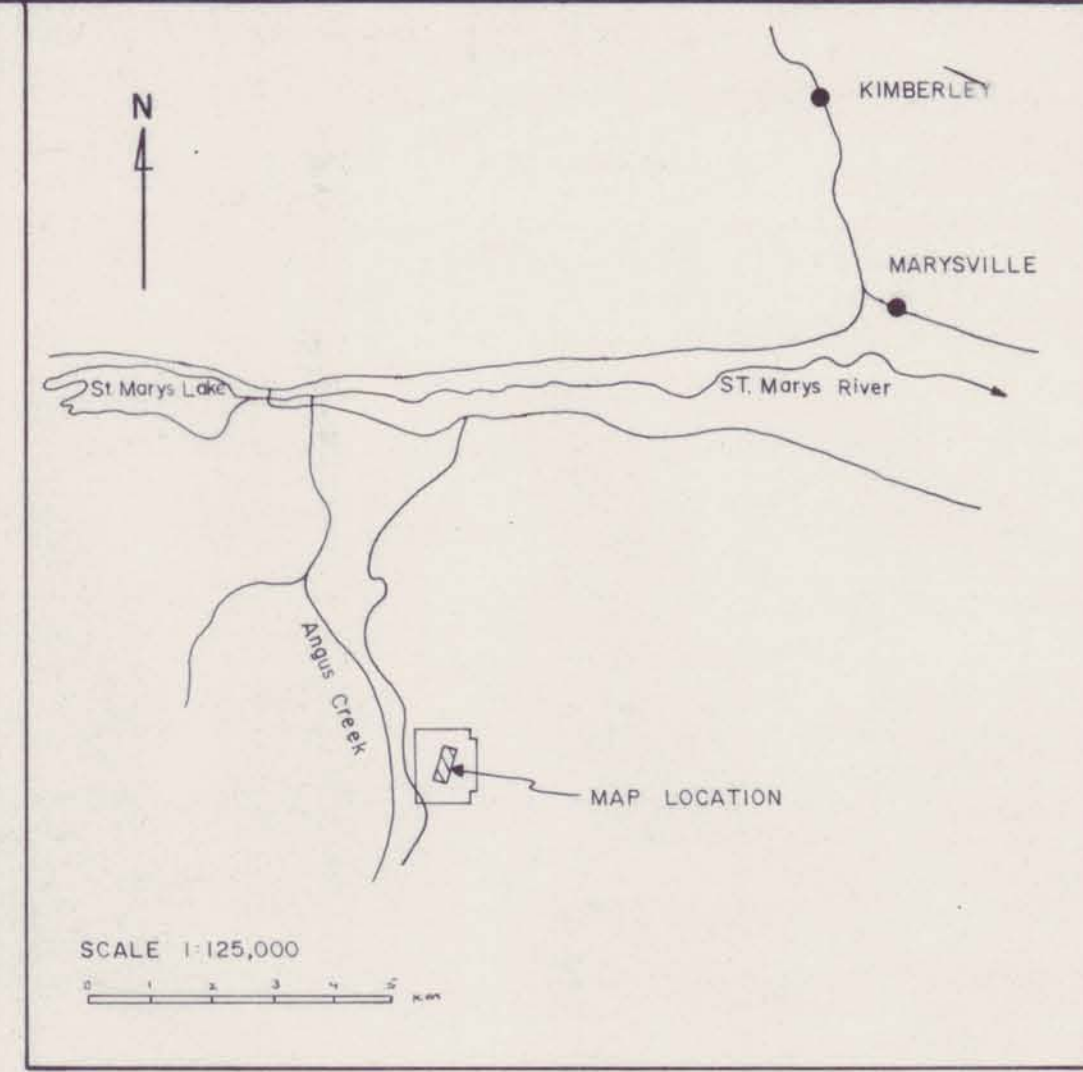 N
KIMBERLEY
MARYSVILLE
St. Marys Lake
ST. Marys River
Angus Creek
MAP LOCATION
SCALE 1:125,000
0 1 2 3 4 5 km